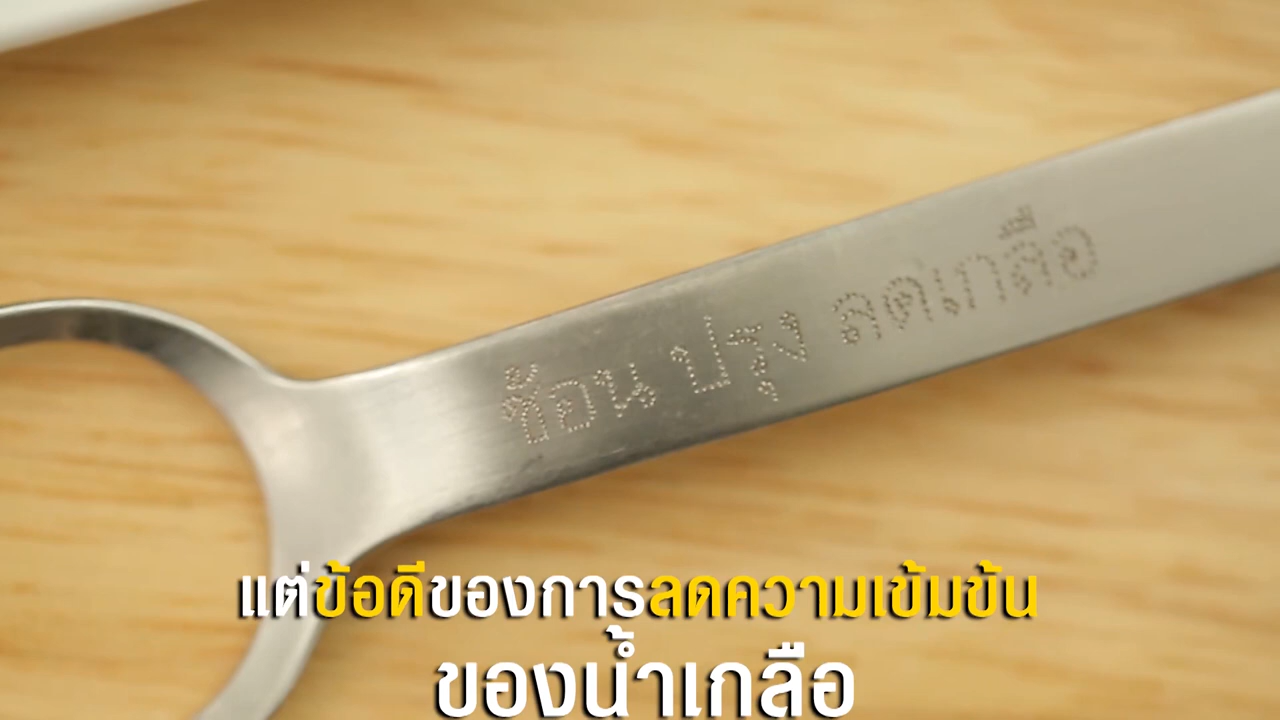 ช้อน ปรุง ลดเกลือ
แต่ข้อดีของการลดความเข้มข้น
ของน้ำเกลือ